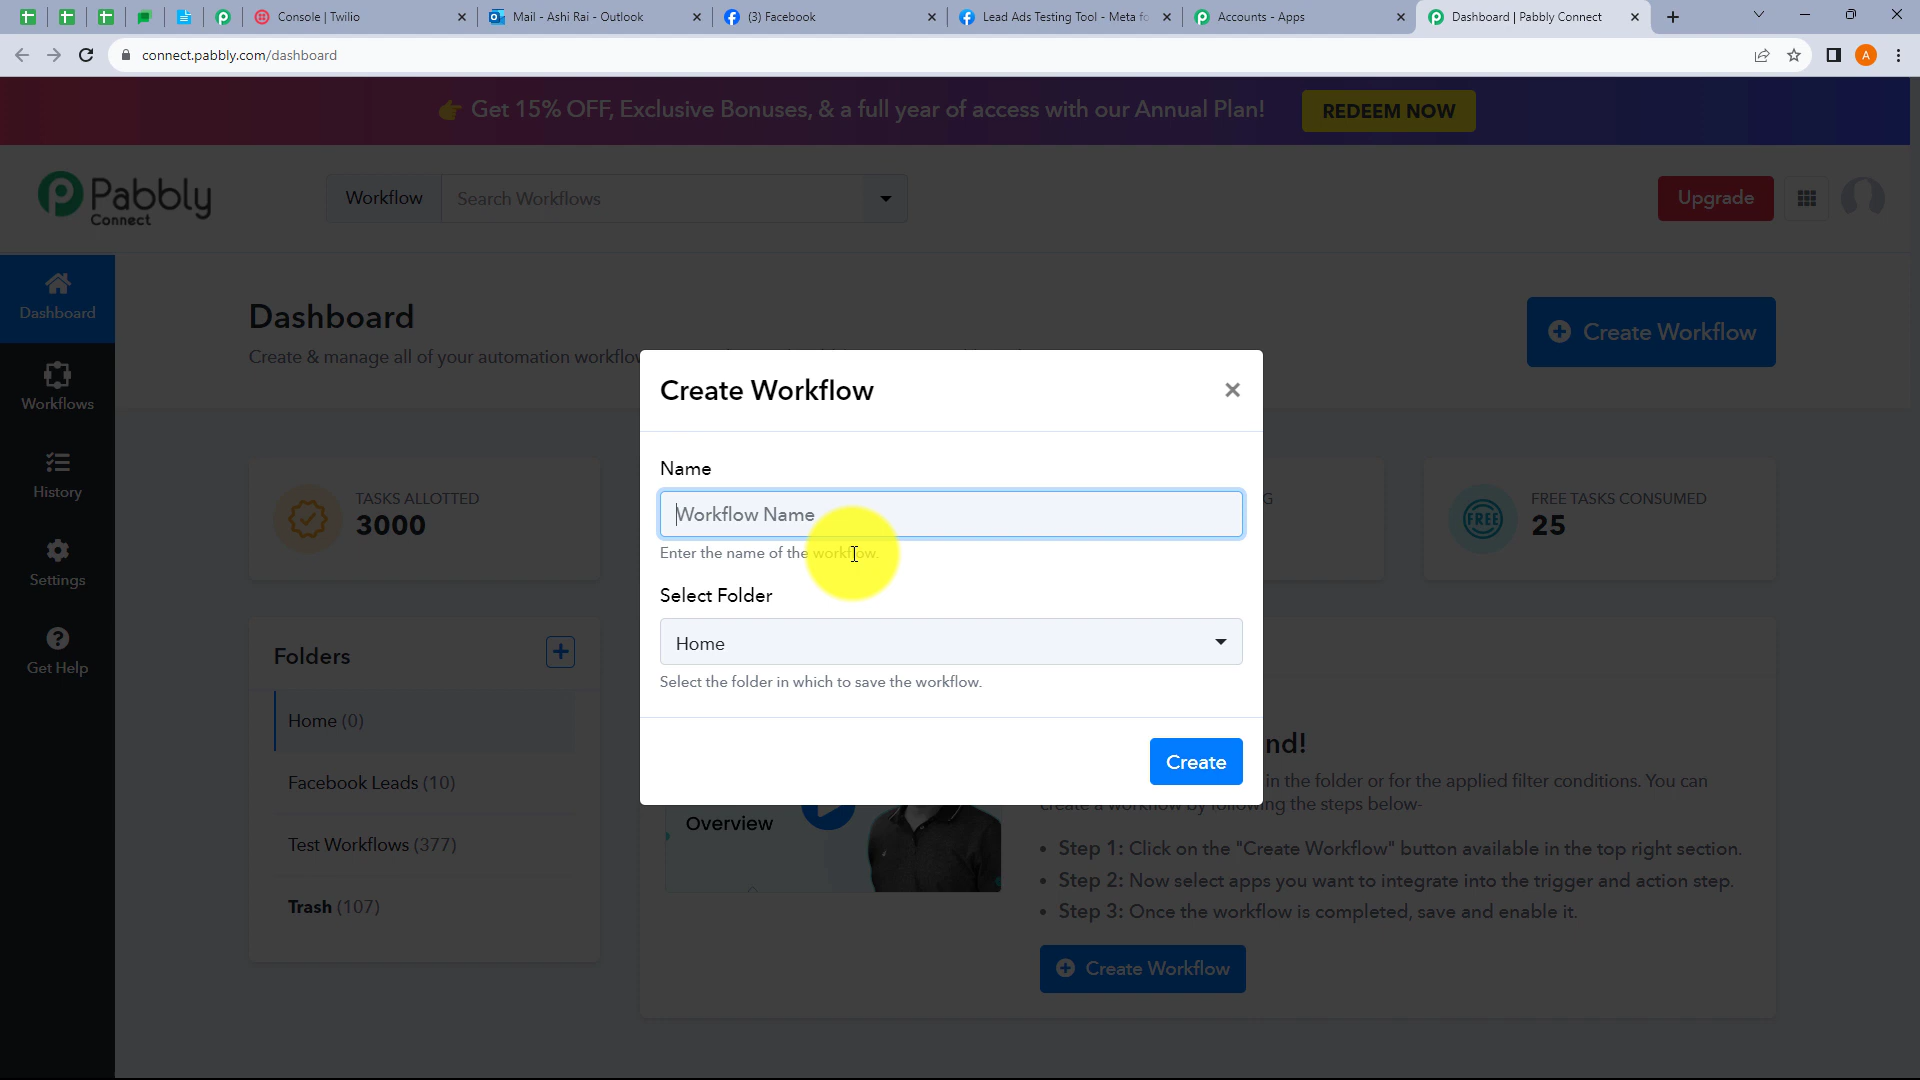 Console | Twilio
Mail - Ashi Rai - Outlook
(3) Facebook
Lead Ads Testing Tool - Meta fo
Accounts - Apps
Dashboard | Pabbly Connect
connect.pabbly.com/dashboard
A
Get 15% OFF, Exclusive Bonuses, & a full year of access with our Annual Plan!
REDEEM NOW
Pabbly
Connect
Workflow
Search Workflows
Upgrade
Dashboard
Workflows
History
Settings
Get Help
Dashboard
Create & manage all of your automation workflo
Create Workflow
TASKS ALLOTTED
3000
G
FREE TASKS CONSUMED
FREE
25
Folders
Home (0)
Facebook Leads (10)
Test Workflows (377)
Trash (107)
Create Workflow
Name
Workflow Name
Enter the name of the workflow.
Select Folder
Home
Select the folder in which to save the workflow.
Create
Overview
nd!
in the folder or for the applied filter conditions. You can
create a workflow by following the steps below-
• Step 1: Click on the "Create Workflow" button available in the top right section.
• Step 2: Now select apps you want to integrate into the trigger and action step.
• Step 3: Once the workflow is completed, save and enable it.
Create Workflow